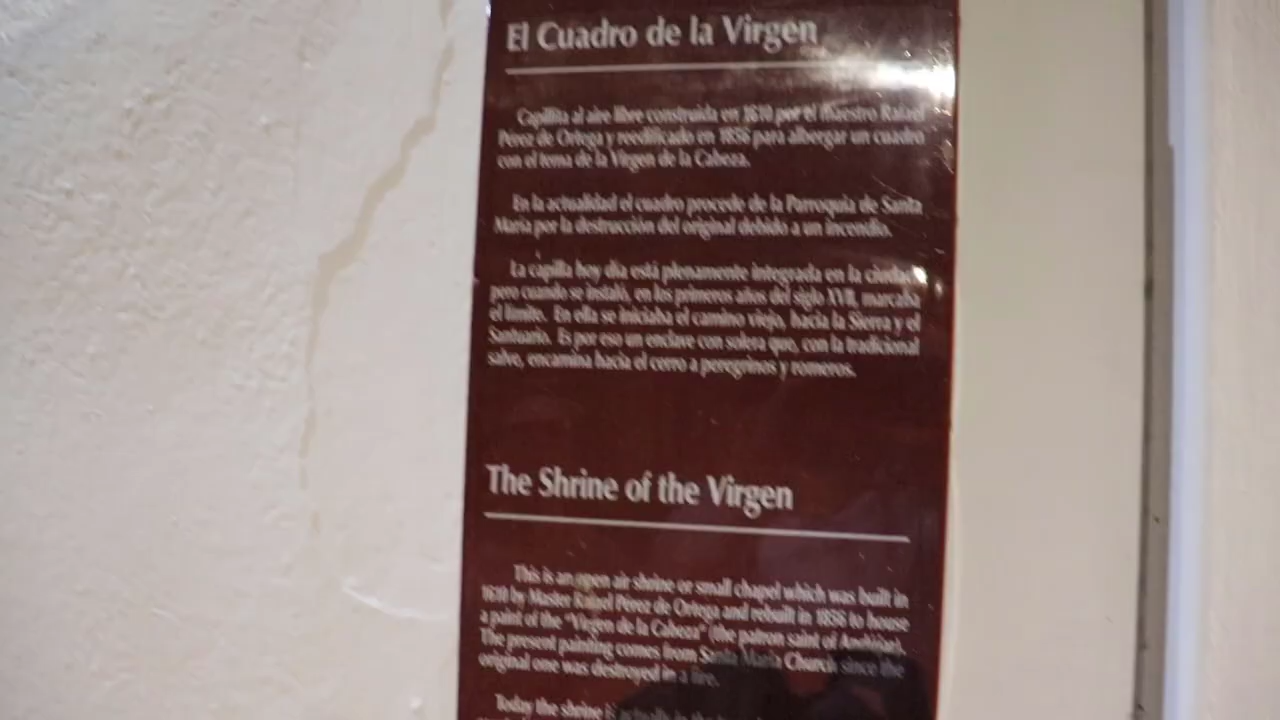 El Cuadro de la Virgen
Capillita al aire libre construida en por el maestro Rafael
Pérez de Ortega y reedificado en 1836 para albergar un cuadro
con el tema de la Virgen de la Cabeza.
En la actualidad el cuadro procede de la Parroquia de Santa
María por la destrucción del original debido a un incendio.
La capilla hoy día está plenamente integrada en la ciudad,
pero cuando se instaló, en los primeros años del siglo XVII, marcaba
el límite. En ella se iniciaba el camino viejo, hacia la Sierra y el
Santuario. Es por eso un enclave con solera que, con la tradicional
salve, encamina hacia el cerro a peregrinos y romeros.
The Shrine of the Virgen
This is an open air shrine or small chapel which was built in
by Master Rafael Pérez de Ortega and rebuilt in 1836 to house
a paint of the "Virgen de la Cabeza" (the patron saint of Andújar).
The present painting comes from Santa María Church since the
original one was destroyed in a fire.
Today the shrine is actually in the